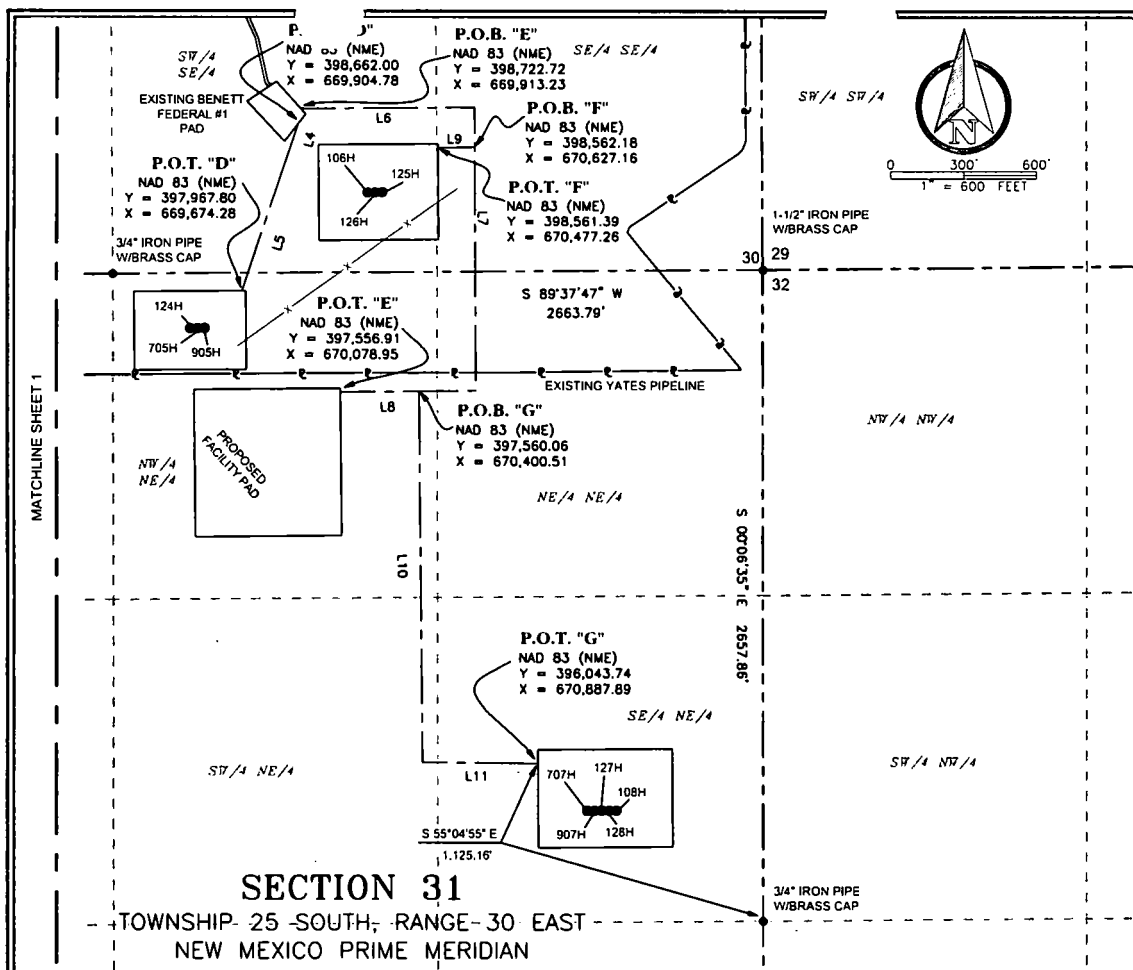 SW/4
SE/4
NAD 83 (NME)
Y = 398,662.00
X = 669,904.78
P.O.B. "E"
NAD 83 (NME)
Y = 398,722.72
X = 669,913.23
SE/4 SE/4
SW/4 SW/4
N
0 300' 600'
1" = 600 FEET
EXISTING BENETT
FEDERAL #1
PAD
L4
L6
L9
P.O.B. "F"
NAD 83 (NME)
Y = 398,562.18
X = 670,627.16
P.O.T. "D"
NAD 83 (NME)
Y = 397,967.80
X = 669,674.28
106H
125H
126H
P.O.T. "F"
NAD 83 (NME)
Y = 398,561.39
X = 670,477.26
L7
L5
X
X
3/4" IRON PIPE
W/BRASS CAP
1-1/2" IRON PIPE
W/BRASS CAP
30 29
32
S 89°37'47" W
2663.79'
124H
705H
905H
P.O.T. "E"
NAD 83 (NME)
Y = 397,556.91
X = 670,078.95
EXISTING YATES PIPELINE
L8
P.O.B. "G"
NAD 83 (NME)
Y = 397,560.06
X = 670,400.51
MATCHLINE SHEET 1
PROPOSED
FACILITY PAD
NW/4
NE/4
NE/4 NE/4
NW/4 NW/4
L10
S 00°06'35" E 2657.86'
P.O.T. "G"
NAD 83 (NME)
Y = 396,043.74
X = 670,887.89
SE/4 NE/4
SW/4 NE/4
SW/4 NW/4
L11
707H
127H
108H
907H
128H
S 55°04'55" E
1,125.16'
3/4" IRON PIPE
W/BRASS CAP
SECTION 31
TOWNSHIP 25 SOUTH, RANGE 30 EAST
NEW MEXICO PRIME MERIDIAN